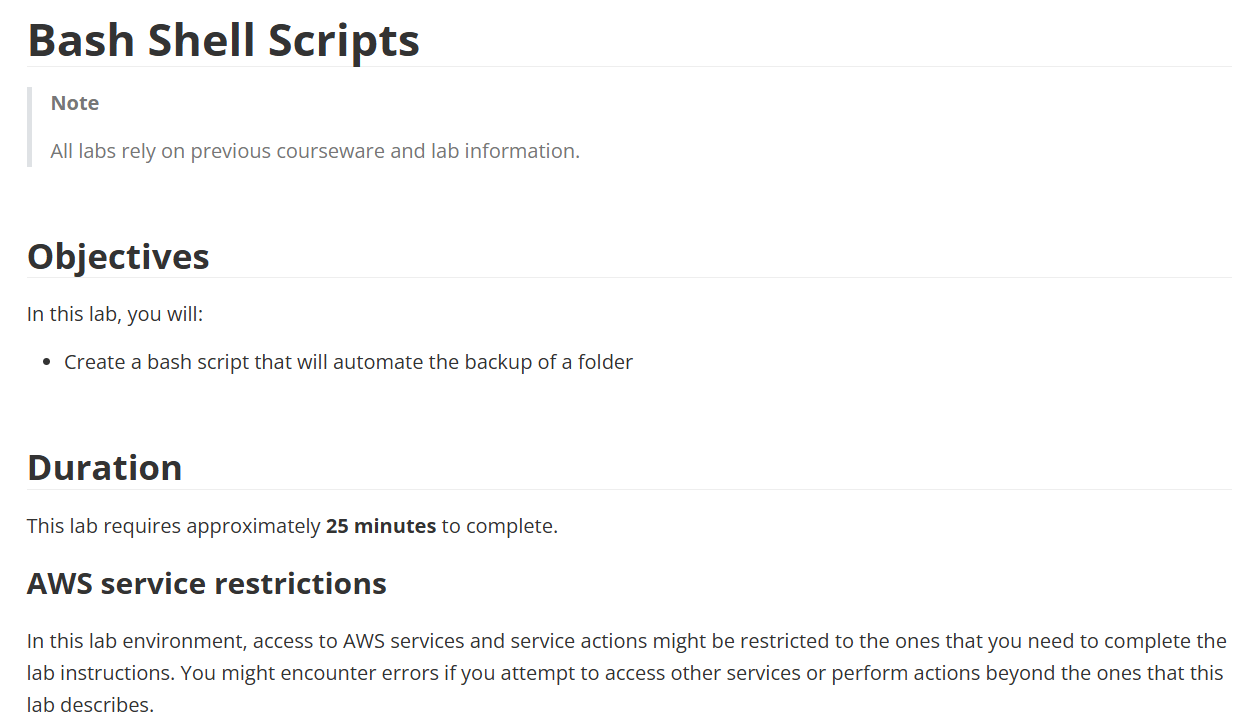 Bash Shell Scripts
Note
All labs rely on previous courseware and lab information.
Objectives
In this lab, you will:
Create a bash script that will automate the backup of a folder
Duration
This lab requires approximately 25 minutes to complete.
AWS service restrictions
In this lab environment, access to AWS services and service actions might be restricted to the ones that you need to complete the
lab instructions. You might encounter errors if you attempt to access other services or perform actions beyond the ones that this
lab describes.